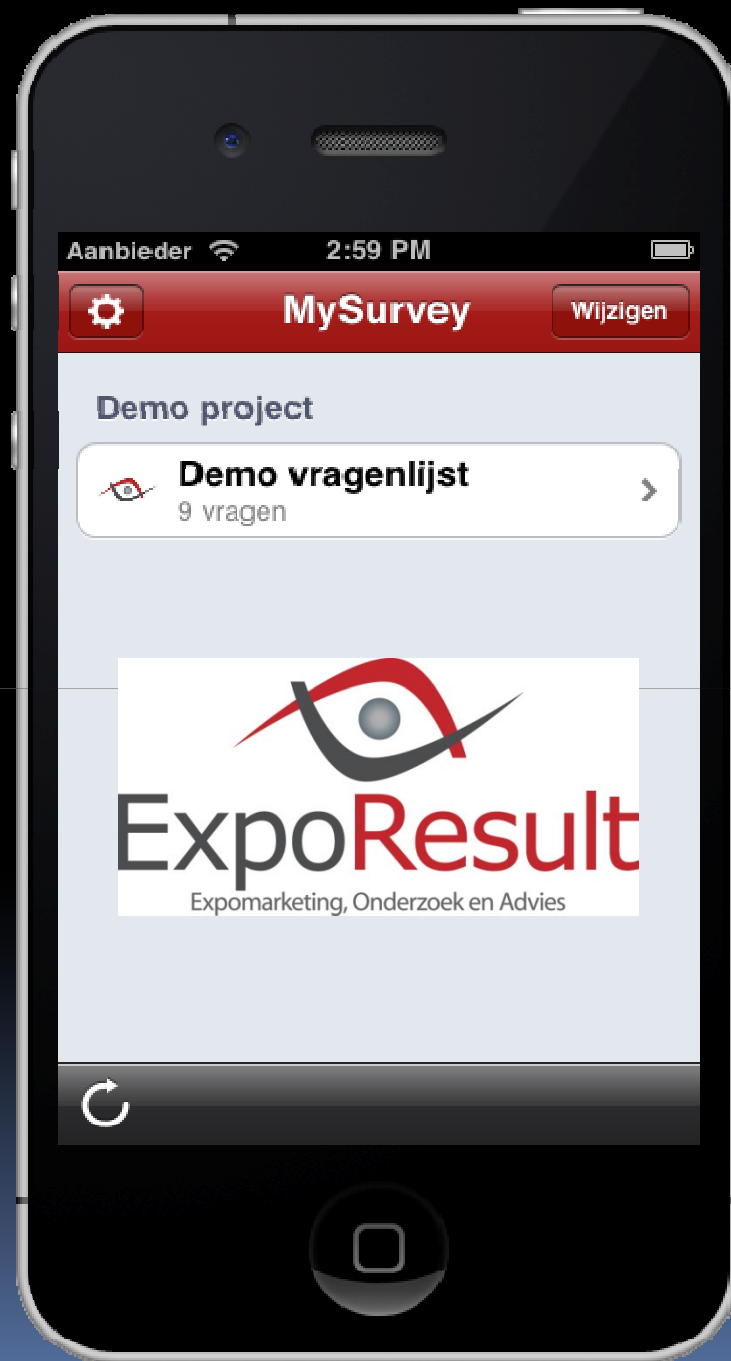 Aanbieder 2:59 PM
MySurvey Wijzigen
Demo project
Demo vragenlijst
9 vragen
ExpoResult
Expomarketing, Onderzoek en Advies